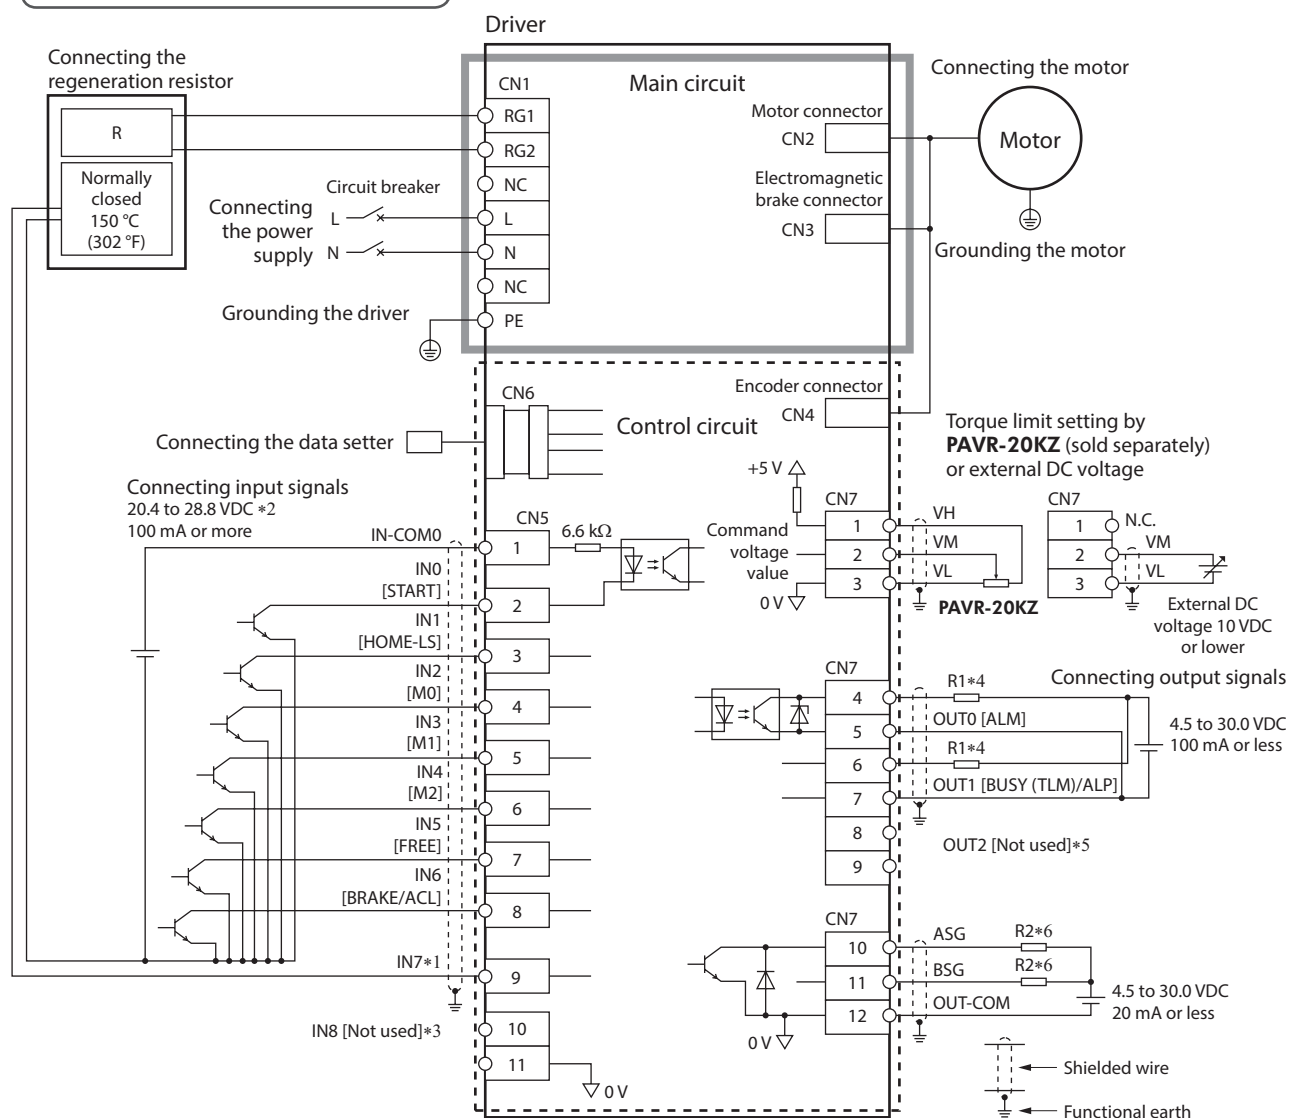 Driver
Connecting the
regeneration resistor
R
Normally
closed
150 °C
(302 °F)
CN1
Main circuit
RG1
RG2
NC
L
N
NC
PE
Circuit breaker
Connecting
the power
supply
L
N
Grounding the driver
Motor connector
CN2
Electromagnetic
brake connector
CN3
Connecting the motor
Motor
Grounding the motor
Encoder connector
CN4
CN6
Control circuit
Connecting the data setter
Connecting input signals
20.4 to 28.8 VDC *2
100 mA or more
CN5
6.6 kΩ
IN-COM0
1
IN0
[START]
2
IN1
[HOME-LS]
3
IN2
[M0]
4
IN3
[M1]
5
IN4
[M2]
6
IN5
[FREE]
7
IN6
[BRAKE/ACL]
8
IN7*1
9
IN8 [Not used]*3
10
11
0 V
Torque limit setting by
PAVR-20KZ (sold separately)
or external DC voltage
+5 V
Command
voltage
value
0 V
CN7
1
2
3
VH
VM
VL
PAVR-20KZ
CN7
1
2
3
N.C.
VM
VL
External DC
voltage 10 VDC
or lower
Connecting output signals
CN7
4
5
6
7
8
9
R1*4
OUT0 [ALM]
R1*4
OUT1 [BUSY (TLM)/ALP]
4.5 to 30.0 VDC
100 mA or less
OUT2 [Not used]*5
CN7
10
11
12
0 V
ASG
R2*6
BSG
R2*6
OUT-COM
4.5 to 30.0 VDC
20 mA or less
Shielded wire
Functional earth